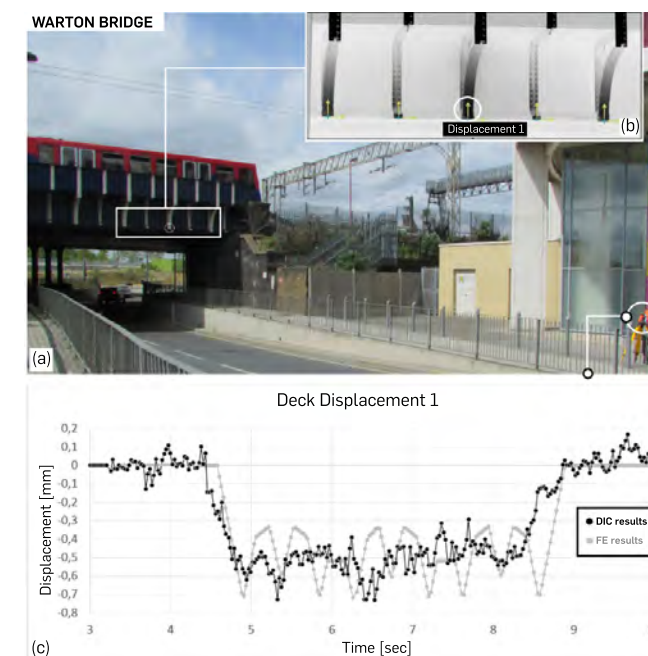 WARTON BRIDGE
Displacement 1
(b)
(a)
Deck Displacement 1
Displacement [mm]
0,2
0,1
0
-0,1
-0,2
-0,3
-0,4
-0,5
-0,6
-0,7
-0,8
DIC results
FE results
3 4 5 6 7 8 9
Time [sec]
(c)